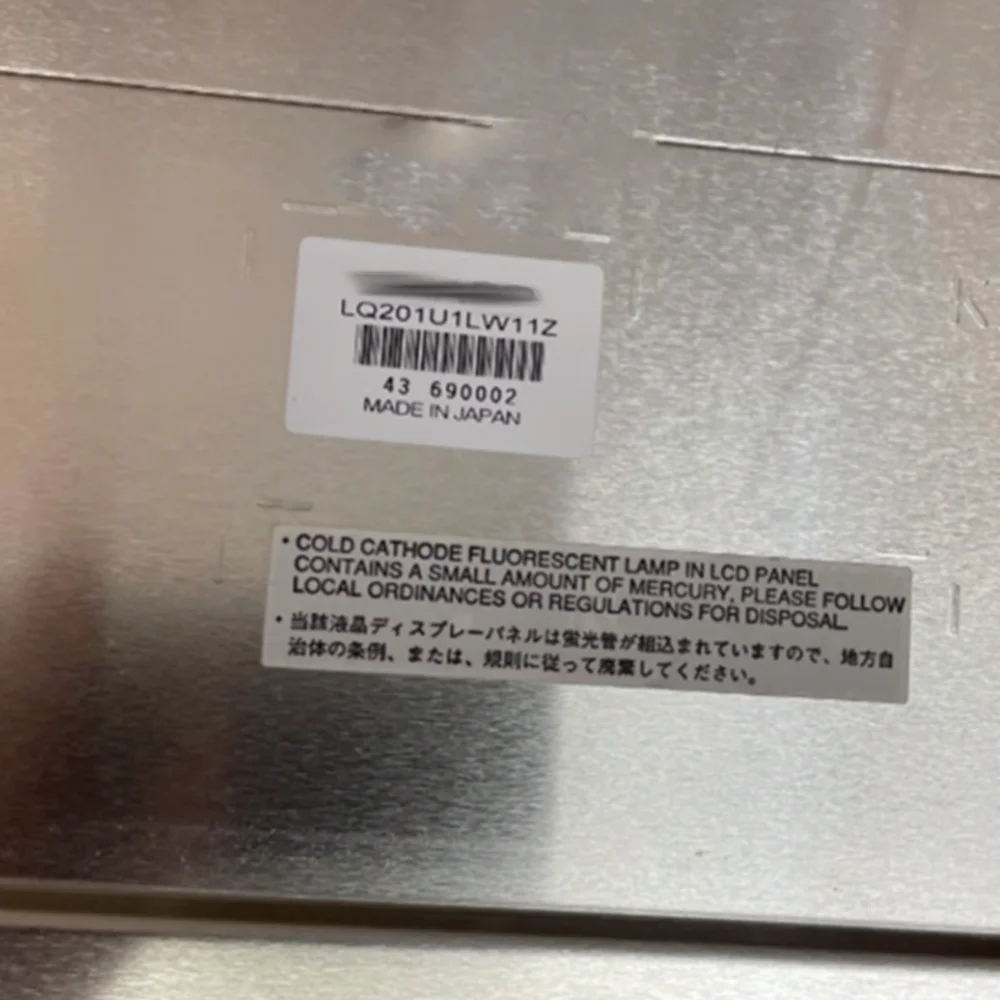 LQ201U1LW11Z
43 690002
MADE IN JAPAN
• COLD CATHODE FLUORESCENT LAMP IN LCD PANEL
CONTAINS A SMALL AMOUNT OF MERCURY, PLEASE FOLLOW
LOCAL ORDINANCES OR REGULATIONS FOR DISPOSAL.
• 当該液晶ディスプレーパネルは蛍光管が組込まれていますので、地方自
治体の条例、または、規則に従って廃棄してください。
K